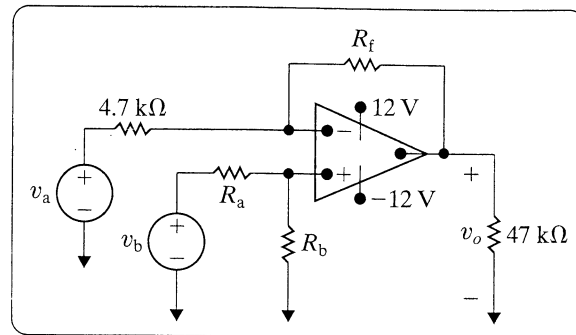 R_f
4.7 kΩ
12 V
−
+
−
v_a
R_a
+
−12 V
+
−
v_b
R_b
+
v_o
47 kΩ
−